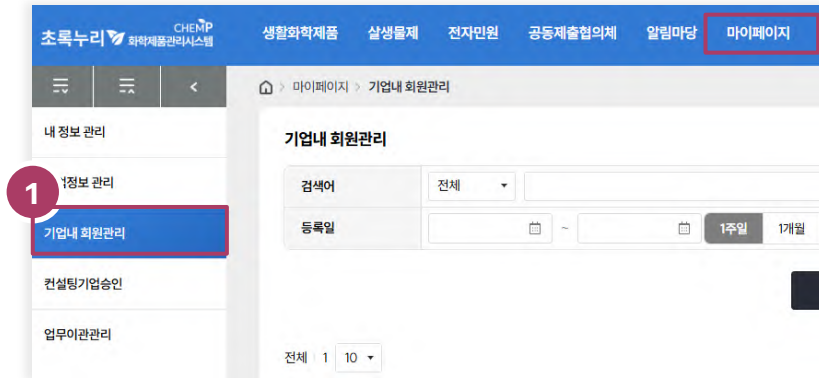 초록누리 CHEMP 화학제품관리시스템
생활화학제품 살생물제 전자민원 공동제출협의체 알림마당 마이페이지
마이페이지 > 기업내 회원관리
내 정보 관리
정보 관리
1
기업내 회원관리
컨설팅기업승인
업무이관관리
기업내 회원관리
검색어 전체
등록일 ~ 1주일 1개월
전체 1 10